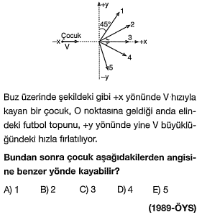 +y
1
45°
2
Çocuk
-x
V
3
+x
4
5
-y
Buz üzerinde şekildeki gibi +x yönünde V hızıyla
kayan bir çocuk, O noktasına geldiği anda elin-
deki futbol topunu, +y yönünde yine V büyüklü-
ğündeki hızla fırlatılıyor.
Bundan sonra çocuk aşağıdakilerden angisi-
ne benzer yönde kayabilir?
A) 1 B) 2 C) 3 D) 4 E) 5
(1989-ÖYS)